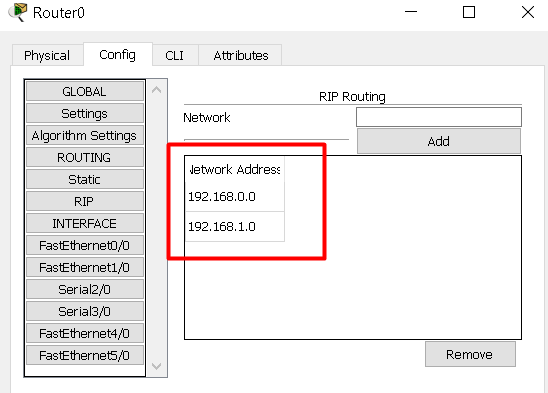 Router0
Physical Config CLI Attributes
GLOBAL
Settings
Algorithm Settings
ROUTING
Static
RIP
INTERFACE
FastEthernet0/0
FastEthernet1/0
Serial2/0
Serial3/0
FastEthernet4/0
FastEthernet5/0
RIP Routing
Network
Add
Network Address
192.168.0.0
192.168.1.0
Remove